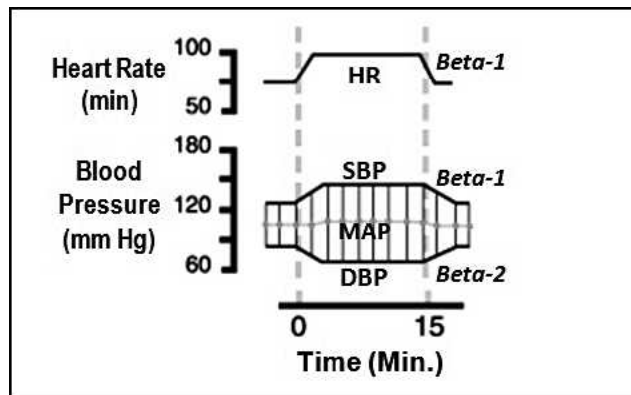 Heart Rate
(min)
100
50
HR
Beta-1
Blood
Pressure
(mm Hg)
180
120
60
SBP
MAP
DBP
Beta-1
Beta-2
0
15
Time (Min.)